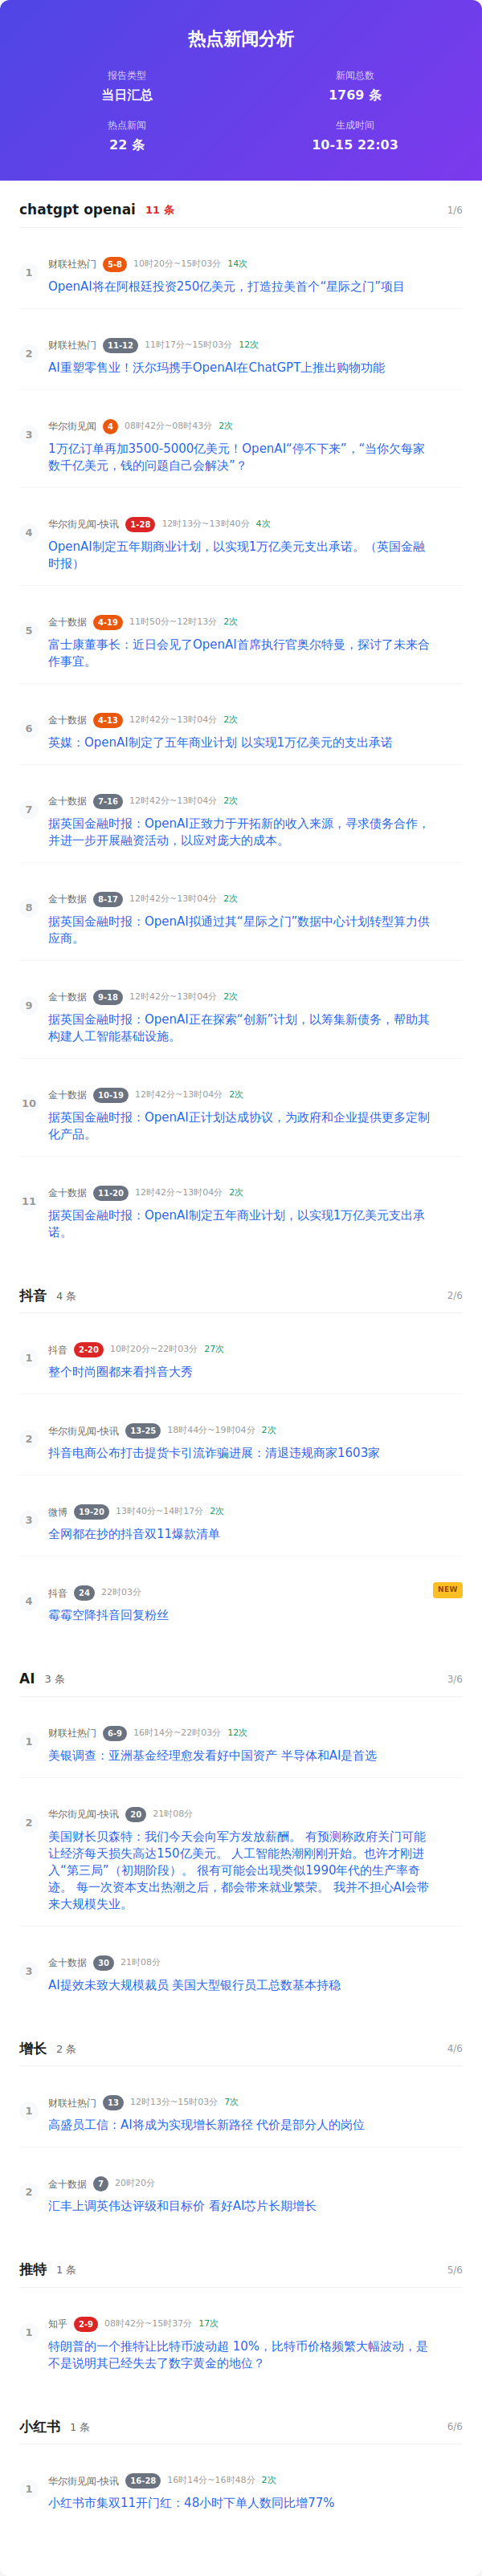 热点新闻分析
报告类型
新闻总数
当日汇总
1769 条
热点新闻
生成时间
22 条
10-15 22:03
chatgpt openai 11 条 1/6
1
财联社热门 5-8 10时20分~15时03分 14次
OpenAI将在阿根廷投资250亿美元，打造拉美首个“星际之门”项目
2
财联社热门 11-12 11时17分~15时03分 12次
AI重塑零售业！沃尔玛携手OpenAI在ChatGPT上推出购物功能
3
华尔街见闻 4 08时42分~08时43分 2次
1万亿订单再加3500-5000亿美元！OpenAI“停不下来”，“当你欠每家
数千亿美元，钱的问题自己会解决”？
4
华尔街见闻-快讯 1-28 12时13分~13时40分 4次
OpenAI制定五年期商业计划，以实现1万亿美元支出承诺。（英国金融
时报）
5
金十数据 4-19 11时50分~12时13分 2次
富士康董事长：近日会见了OpenAI首席执行官奥尔特曼，探讨了未来合
作事宜。
6
金十数据 4-13 12时42分~13时04分 2次
英媒：OpenAI制定了五年商业计划 以实现1万亿美元的支出承诺
7
金十数据 7-16 12时42分~13时04分 2次
据英国金融时报：OpenAI正致力于开拓新的收入来源，寻求债务合作，
并进一步开展融资活动，以应对庞大的成本。
8
金十数据 8-17 12时42分~13时04分 2次
据英国金融时报：OpenAI拟通过其“星际之门”数据中心计划转型算力供
应商。
9
金十数据 9-18 12时42分~13时04分 2次
据英国金融时报：OpenAI正在探索“创新”计划，以筹集新债务，帮助其
构建人工智能基础设施。
10
金十数据 10-19 12时42分~13时04分 2次
据英国金融时报：OpenAI正计划达成协议，为政府和企业提供更多定制
化产品。
11
金十数据 11-20 12时42分~13时04分 2次
据英国金融时报：OpenAI制定五年商业计划，以实现1万亿美元支出承
诺。
抖音 4 条 2/6
1
抖音 2-20 10时20分~22时03分 27次
整个时尚圈都来看抖音大秀
2
华尔街见闻-快讯 13-25 18时44分~19时04分 2次
抖音电商公布打击提货卡引流诈骗进展：清退违规商家1603家
3
微博 19-20 13时40分~14时17分 2次
全网都在抄的抖音双11爆款清单
4
抖音 24 22时03分 NEW
霉霉空降抖音回复粉丝
AI 3 条 3/6
1
财联社热门 6-9 16时14分~22时03分 12次
美银调查：亚洲基金经理愈发看好中国资产 半导体和AI是首选
2
华尔街见闻-快讯 20 21时08分
美国财长贝森特：我们今天会向军方发放薪酬。 有预测称政府关门可能
让经济每天损失高达150亿美元。 人工智能热潮刚刚开始。也许才刚进
入“第三局”（初期阶段）。 很有可能会出现类似1990年代的生产率奇
迹。 每一次资本支出热潮之后，都会带来就业繁荣。 我并不担心AI会带
来大规模失业。
3
金十数据 30 21时08分
AI提效未致大规模裁员 美国大型银行员工总数基本持稳
增长 2 条 4/6
1
财联社热门 13 12时13分~15时03分 7次
高盛员工信：AI将成为实现增长新路径 代价是部分人的岗位
2
金十数据 7 20时20分
汇丰上调英伟达评级和目标价 看好AI芯片长期增长
推特 1 条 5/6
1
知乎 2-9 08时42分~15时37分 17次
特朗普的一个推特让比特币波动超 10%，比特币价格频繁大幅波动，是
不是说明其已经失去了数字黄金的地位？
小红书 1 条 6/6
1
华尔街见闻-快讯 16-28 16时14分~16时48分 2次
小红书市集双11开门红：48小时下单人数同比增77%